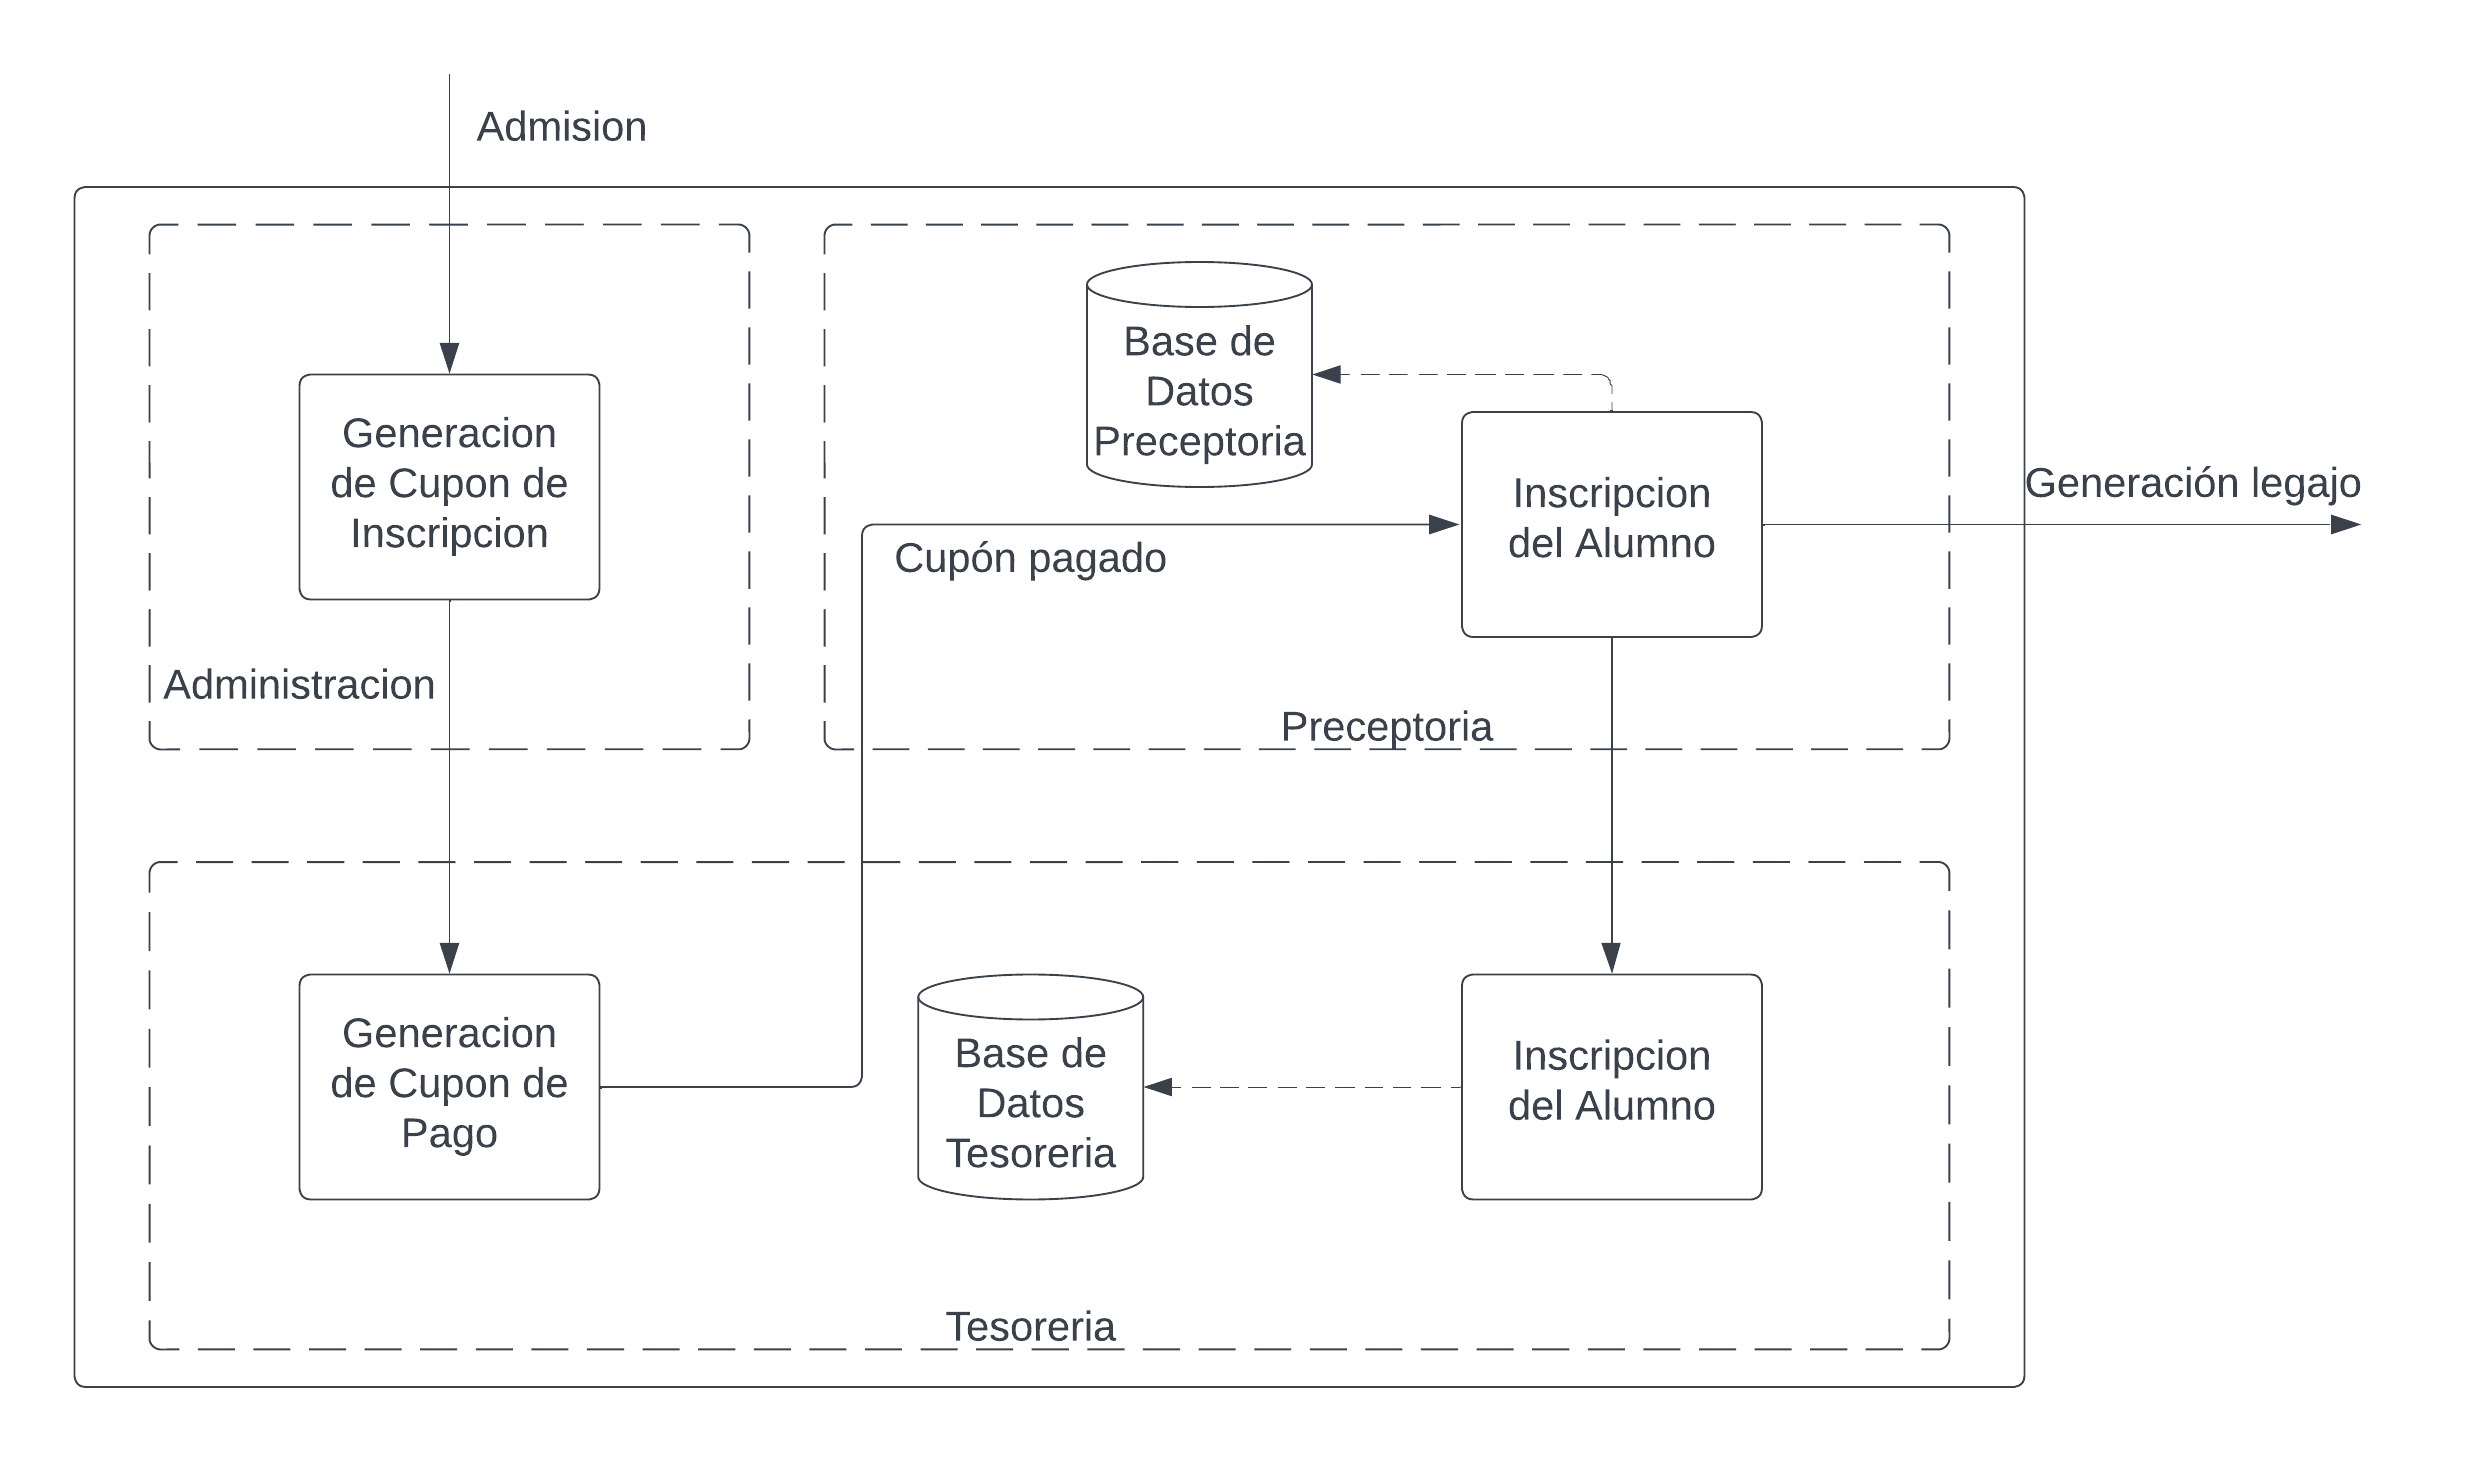 Admision
Generacion
de Cupon de
Inscripcion
Administracion
Base de
Datos
Preceptoria
Inscripcion
del Alumno
Generación legajo
Cupón pagado
Preceptoria
Generacion
de Cupon de
Pago
Base de
Datos
Tesoreria
Inscripcion
del Alumno
Tesoreria